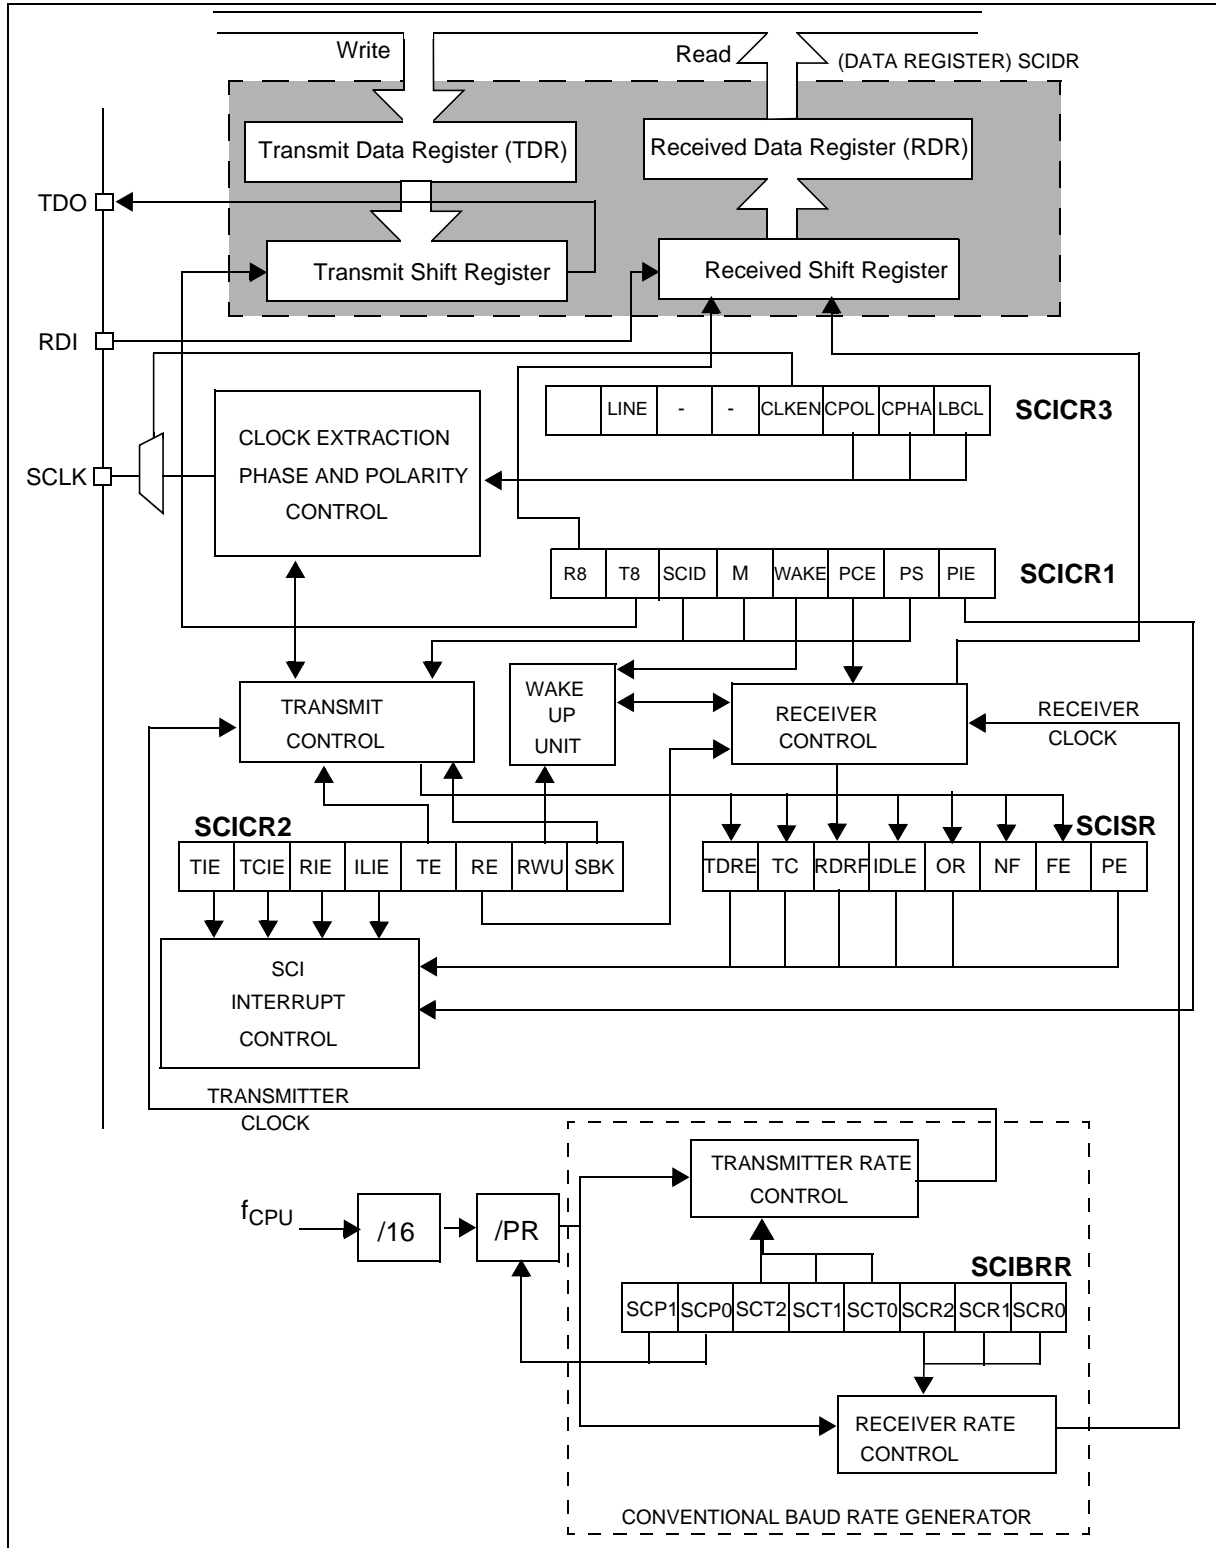 Write
Read
(DATA REGISTER) SCIDR
Transmit Data Register (TDR)
Received Data Register (RDR)
TDO
Transmit Shift Register
Received Shift Register
RDI
LINE - - CLKEN CPOL CPHA LBCL
SCICR3
CLOCK EXTRACTION
PHASE AND POLARITY
CONTROL
SCLK
R8 T8 SCID M WAKE PCE PS PIE
SCICR1
TRANSMIT
CONTROL
WAKE
UP
UNIT
RECEIVER
CONTROL
RECEIVER
CLOCK
SCICR2
SCISR
TIE TCIE RIE ILIE TE RE RWU SBK
TDRE TC RDRF IDLE OR NF FE PE
SCI
INTERRUPT
CONTROL
TRANSMITTER
CLOCK
TRANSMITTER RATE
CONTROL
fCPU
/16
/PR
SCIBRR
SCP1 SCP0 SCT2 SCT1 SCT0 SCR2 SCR1 SCR0
RECEIVER RATE
CONTROL
CONVENTIONAL BAUD RATE GENERATOR